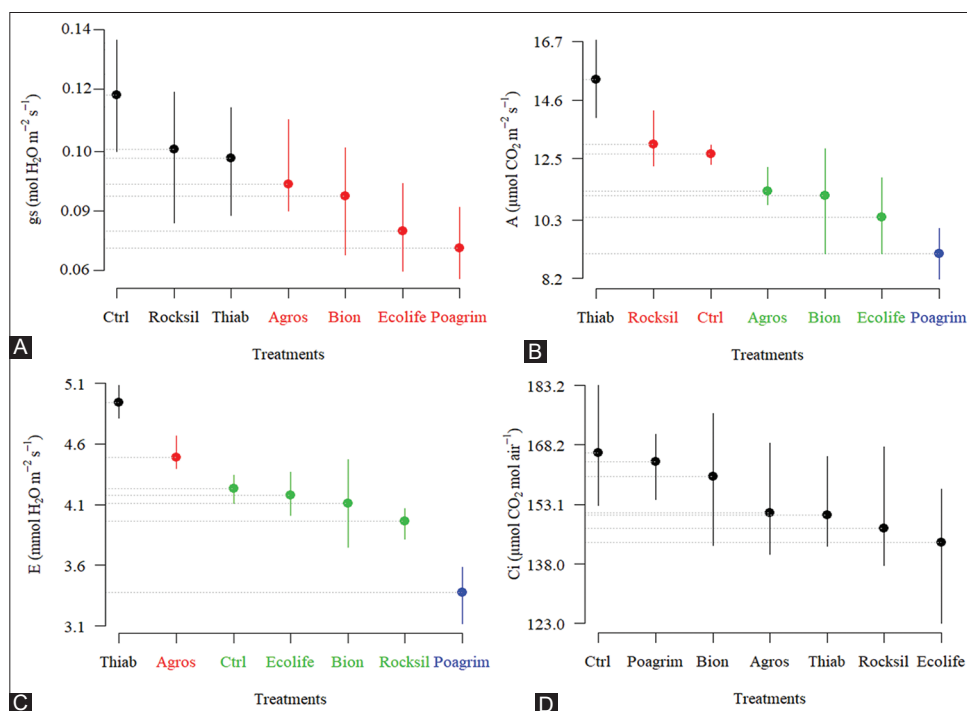 0.14
0.12
0.10
0.09
0.06
gs (mol H₂O m⁻² s⁻¹)
Ctrl Rocksil Thiab Agros Bion Ecolife Poagrim
Treatments
A
16.7
14.6
12.5
10.3
8.2
A (µmol CO₂ m⁻² s⁻¹)
Thiab Rocksil Ctrl Agros Bion Ecolife Poagrim
Treatments
B
5.1
4.6
4.1
3.6
3.1
E (mmol H₂O m⁻² s⁻¹)
Thiab Agros Ctrl Ecolife Bion Rocksil Poagrim
Treatments
C
183.2
168.2
153.1
138.0
123.0
Ci (µmol CO₂ mol air⁻¹)
Ctrl Poagrim Bion Agros Thiab Rocksil Ecolife
Treatments
D